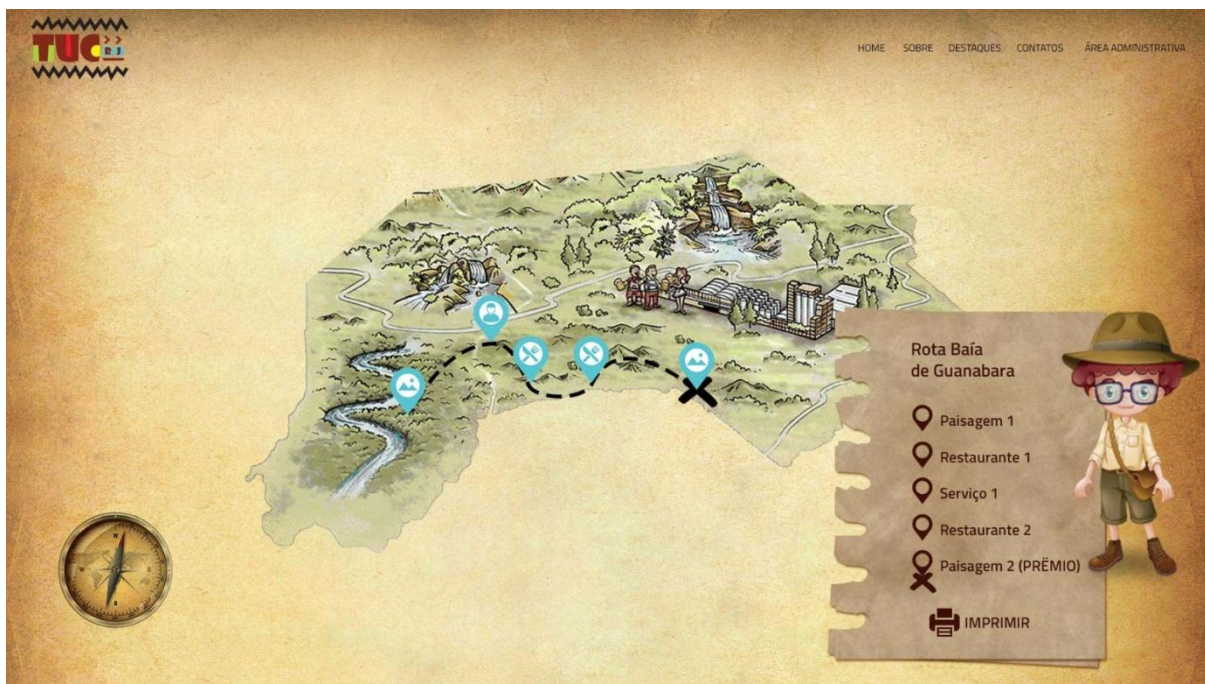 TUC
RJ
HOME SOBRE DESTAQUES CONTATOS ÁREA ADMINISTRATIVA
Rota Baía
de Guanabara
Paisagem 1
Restaurante 1
Serviço 1
Restaurante 2
Paisagem 2 (PRËMIO)
IMPRIMIR
N
S